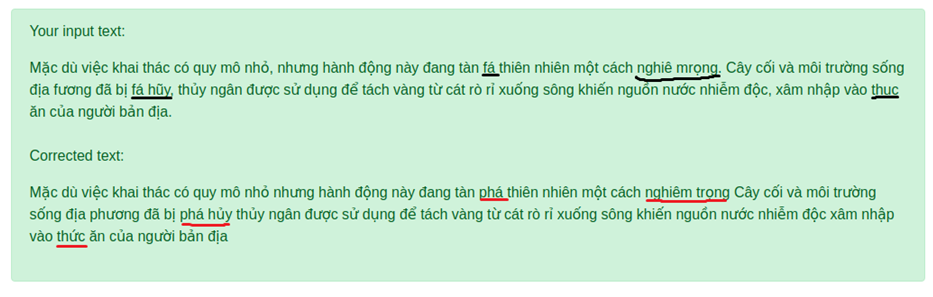 Your input text:
Mặc dù việc khai thác có quy mô nhỏ, nhưng hành động này đang tàn fá thiên nhiên một cách nghiê mrọng. Cây cối và môi trường sống
địa fương đã bị fá hũy, thủy ngân được sử dụng để tách vàng từ cát rò rỉ xuống sông khiến nguồn nước nhiễm độc, xâm nhập vào thuc
ăn của người bản địa.
Corrected text:
Mặc dù việc khai thác có quy mô nhỏ nhưng hành động này đang tàn phá thiên nhiên một cách nghiêm trọng Cây cối và môi trường
sống địa phương đã bị phá hủy thủy ngân được sử dụng để tách vàng từ cát rò rỉ xuống sông khiến nguồn nước nhiễm độc xâm nhập
vào thức ăn của người bản địa